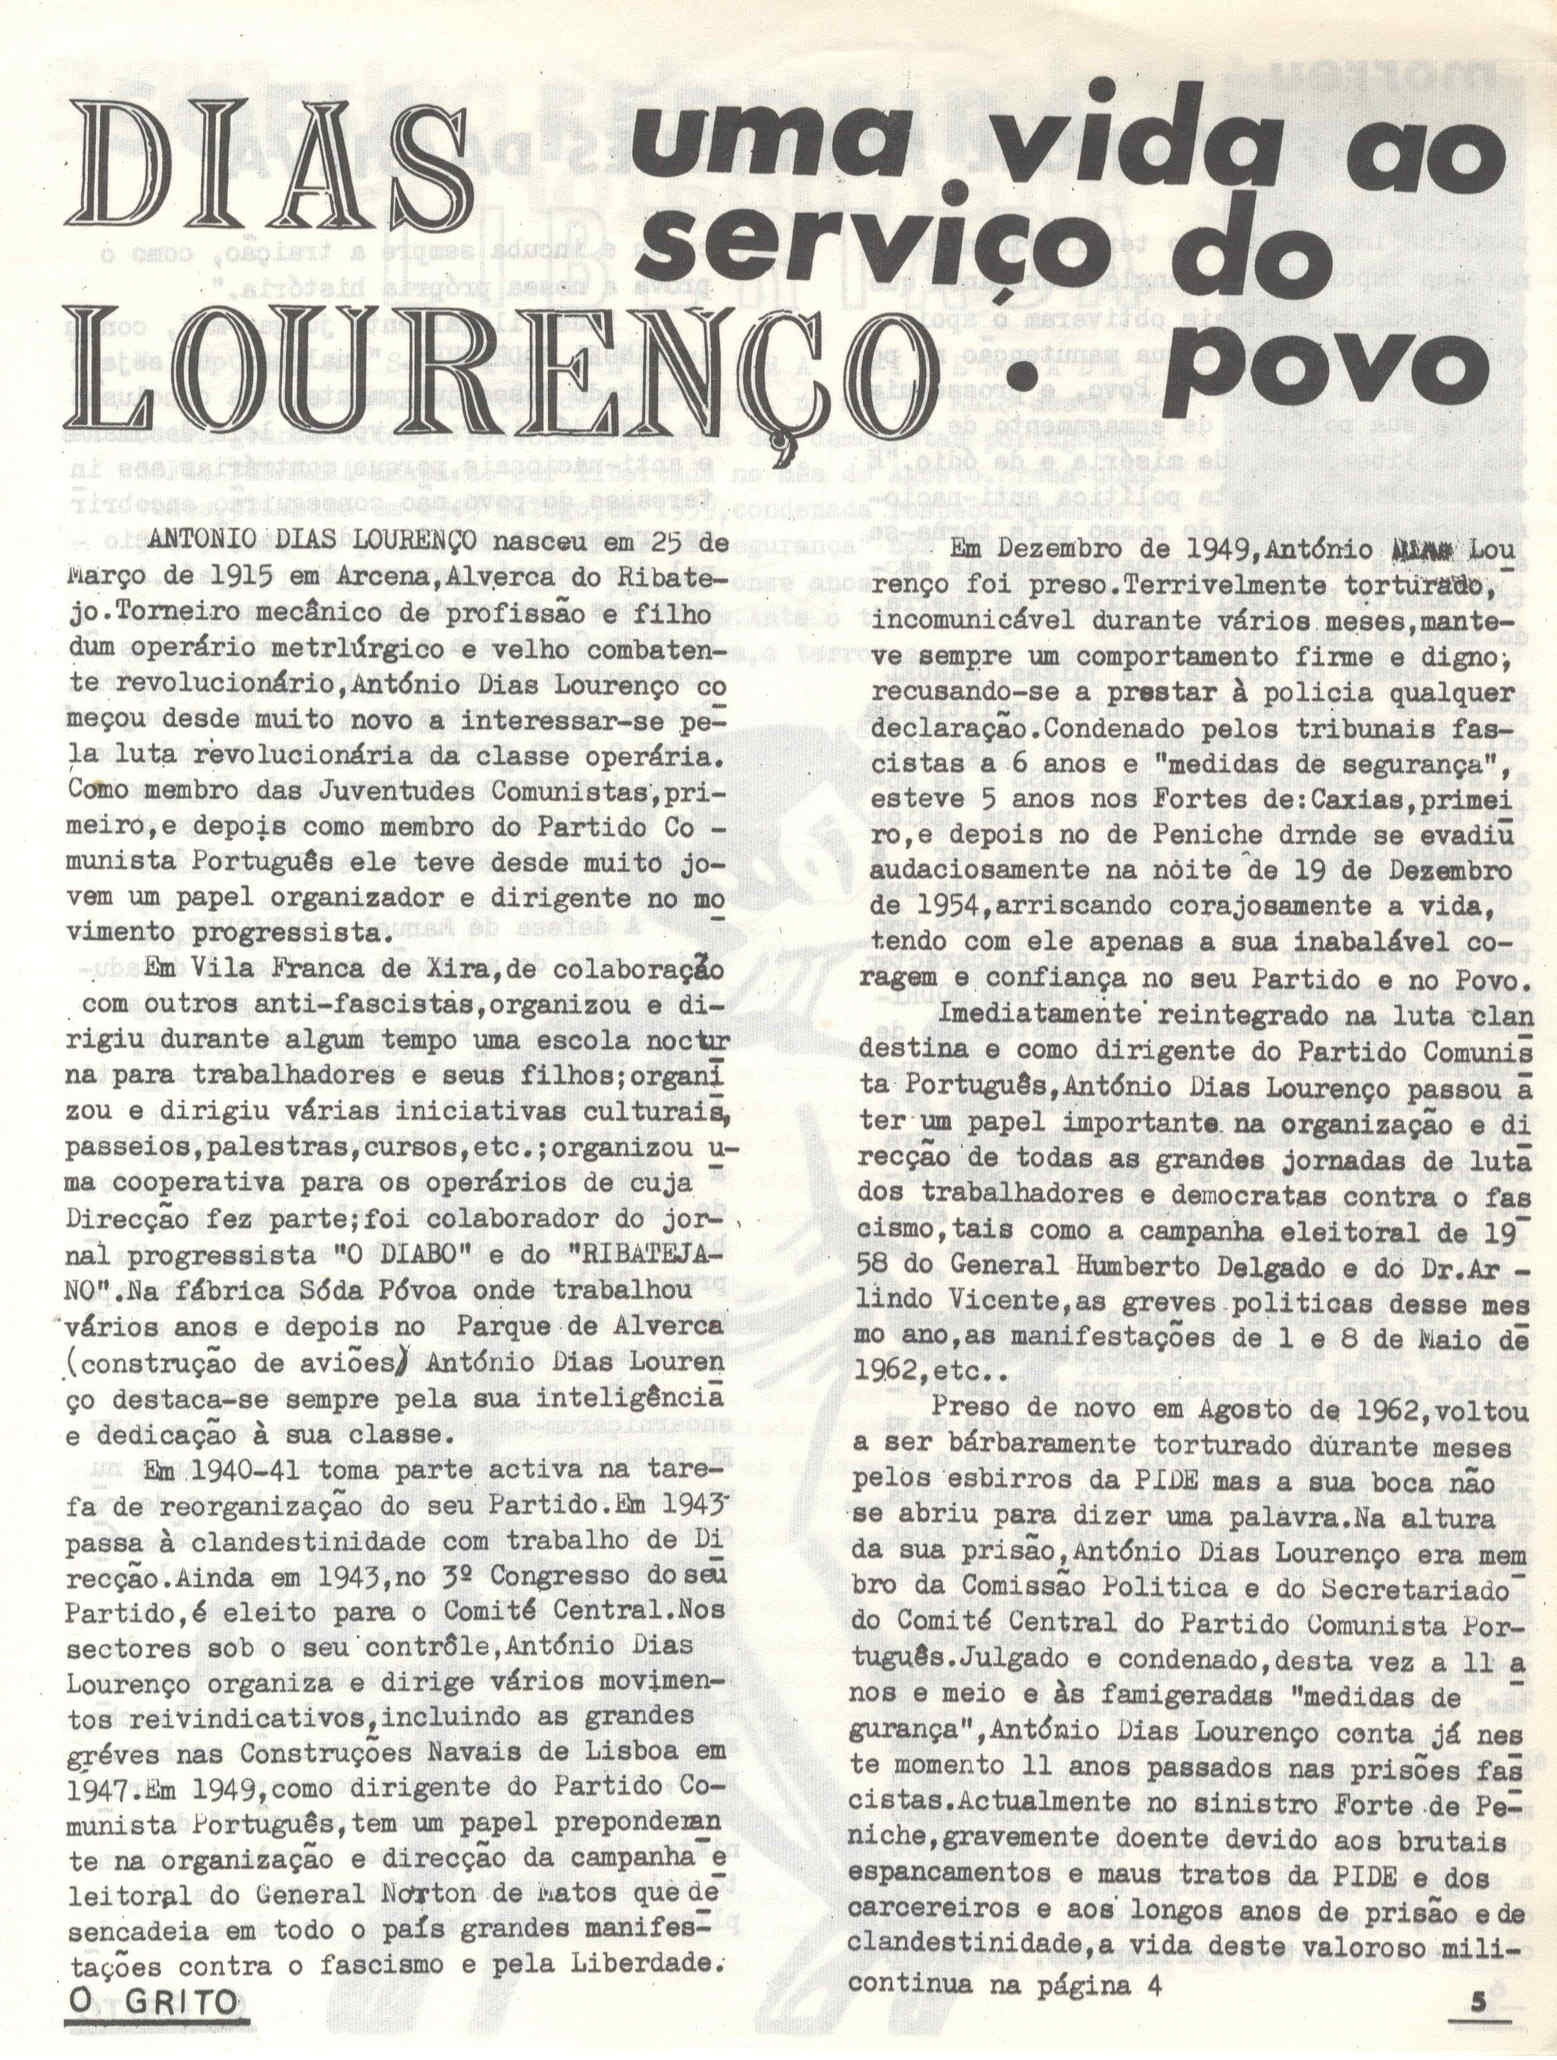 DIAS
LOURENÇO •
uma vida ao
serviço do
povo
ANTONIO DIAS LOURENÇO nasceu em 25 de
Março de 1915 em Arcena,Alverca do Ribate-
jo.Torneiro mecânico de profissão e filho
dum operário metrlúrgico e velho combaten-
te revolucionário,António Dias Lourenço co
meçou desde muito novo a interessar-se pe-
la luta revolucionária da classe operária.
Como membro das Juventudes Comunistas,pri-
meiro,e depois como membro do Partido Co -
munista Português ele teve desde muito jo-
vem um papel organizador e dirigente no mo
vimento progressista.
Em Vila Franca de Xira,de colaboração
com outros anti-fascistas,organizou e di-
rigiu durante algum tempo uma escola noctur
na para trabalhadores e seus filhos;organi
zou e dirigiu várias iniciativas culturais,
passeios,palestras,cursos,etc.;organizou u-
ma cooperativa para os operários de cuja
Direcção fez parte;foi colaborador do jor-
nal progressista "O DIABO" e do "RIBATEJA-
NO".Na fábrica Sóda Póvoa onde trabalhou
vários anos e depois no Parque de Alverca
(construção de aviões) António Dias Louren
ço destaca-se sempre pela sua inteligência
e dedicação à sua classe.
Em 1940-41 toma parte activa na tare-
fa de reorganização do seu Partido.Em 1943
passa à clandestinidade com trabalho de Di
recção.Ainda em 1943,no 3º Congresso do seu
Partido,é eleito para o Comité Central.Nos
sectores sob o seu contrôle,António Dias
Lourenço organiza e dirige vários movimen-
tos reivindicativos,incluindo as grandes
gréves nas Construções Navais de Lisboa em
1947.Em 1949,como dirigente do Partido Co-
munista Português,tem um papel preponderan
te na organização e direcção da campanha e
leitoral do General Norton de Matos que de
sencadeia em todo o país grandes manifes-
tações contra o fascismo e pela Liberdade.
Em Dezembro de 1949,António Dias Lou
renço foi preso.Terrivelmente torturado,
incomunicável durante vários meses,mante-
ve sempre um comportamento firme e digno,
recusando-se a prestar à policia qualquer
declaração.Condenado pelos tribunais fas-
cistas a 6 anos e "medidas de segurança",
esteve 5 anos nos Fortes de:Caxias,primei
ro,e depois no de Peniche drnde se evadiu
audaciosamente na nòite de 19 de Dezembro
de 1954,arriscando corajosamente a vida,
tendo com ele apenas a sua inabalável co-
ragem e confiança no seu Partido e no Povo.
Imediatamente reintegrado na luta clan
destina e como dirigente do Partido Comunis
ta Português,António Dias Lourenço passou a
ter um papel importante na organização e di
recção de todas as grandes jornadas de luta
dos trabalhadores e democratas contra o fas
cismo,tais como a campanha eleitoral de 19
58 do General Humberto Delgado e do Dr.Ar -
lindo Vicente,as greves politicas desse mes
mo ano,as manifestações de 1 e 8 de Maio de
1962,etc..
Preso de novo em Agosto de 1962,voltou
a ser bárbaramente torturado durante meses
pelos esbirros da PIDE mas a sua boca não
se abriu para dizer uma palavra.Na altura
da sua prisão,António Dias Lourenço era mem
bro da Comissão Politica e do Secretariado
do Comité Central do Partido Comunista Por-
tuguês.Julgado e condenado,desta vez a 11 a
nos e meio e às famigeradas "medidas de
gurança",António Dias Lourenço conta já nes
te momento 11 anos passados nas prisões fas
cistas.Actualmente no sinistro Forte de Pe-
niche,gravemente doente devido aos brutais
espancamentos e maus tratos da PIDE e dos
carcereiros e aos longos anos de prisão e de
clandestinidade,a vida deste valoroso mili-
continua na página 4
O GRITO
5